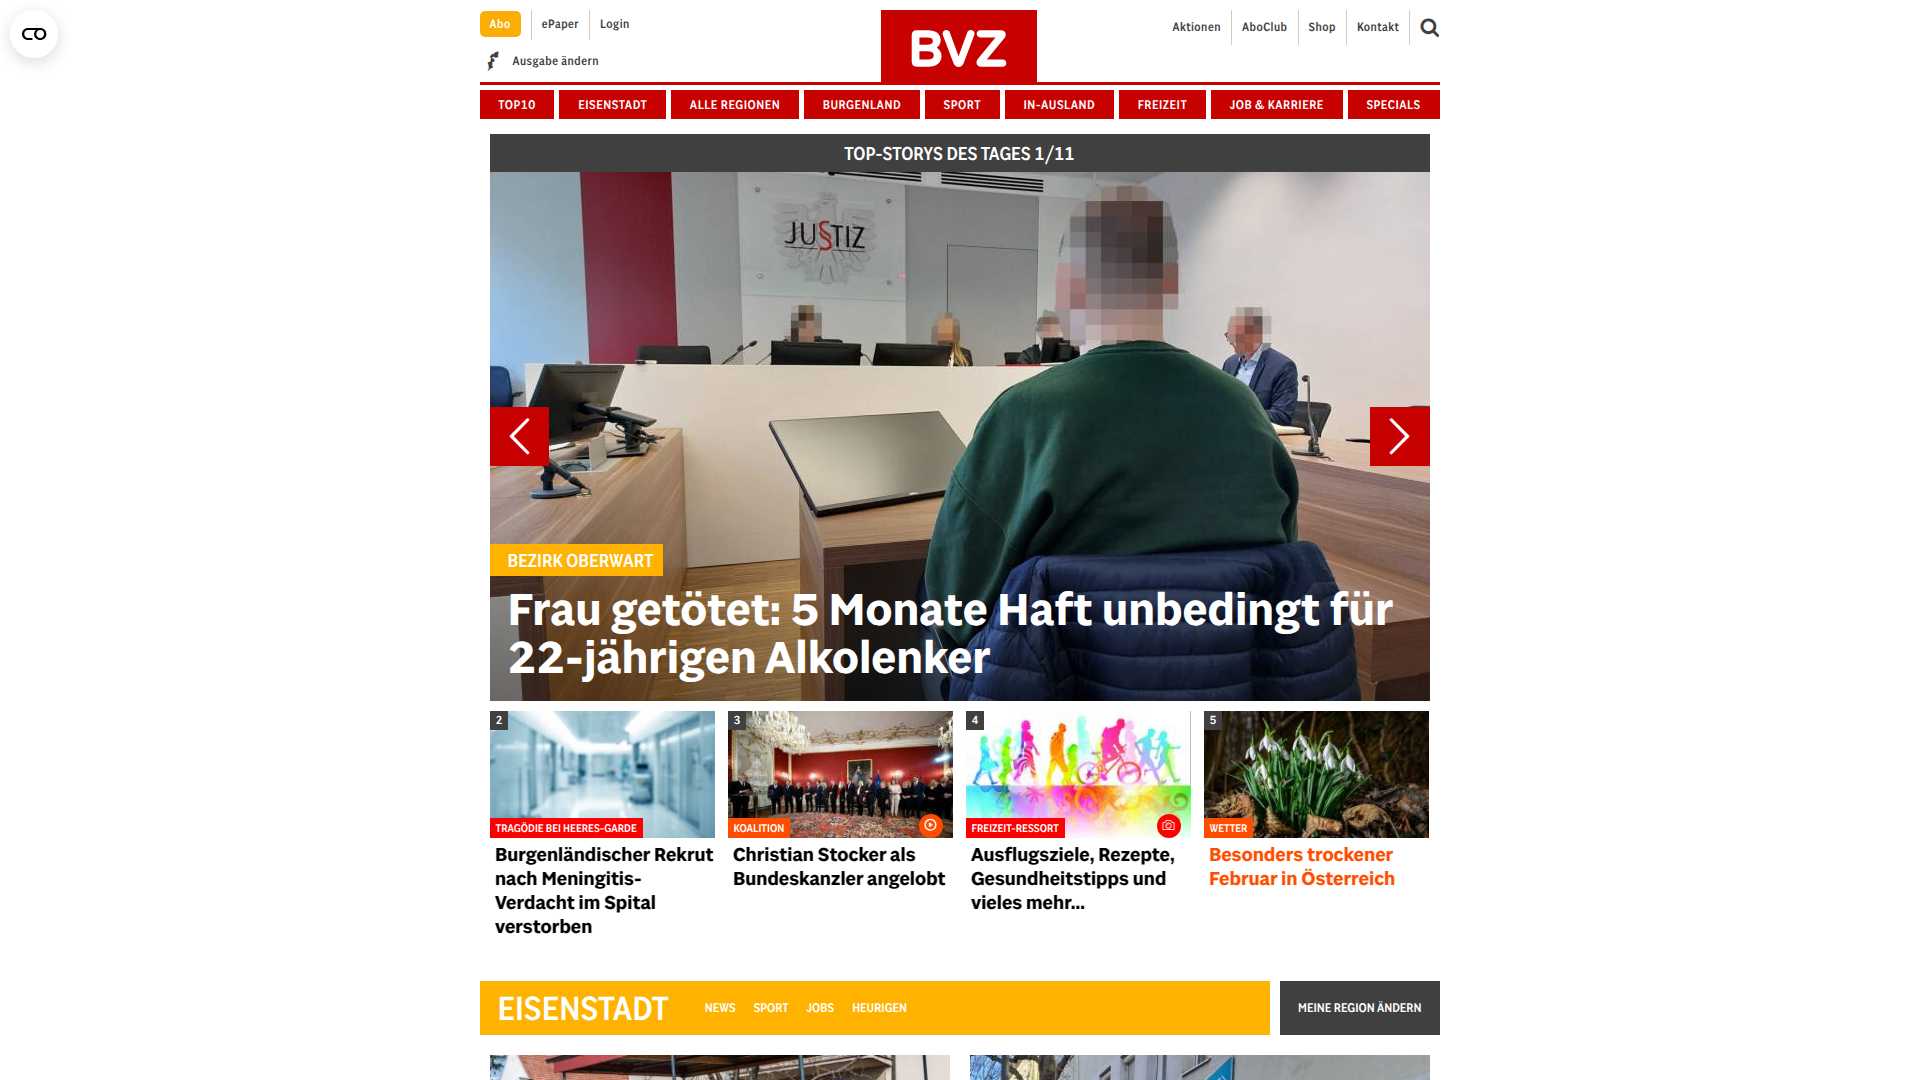 Abo
ePaper
Login
Ausgabe ändern
BVZ
Aktionen
AboClub
Shop
Kontakt
TOP10
EISENSTADT
ALLE REGIONEN
BURGENLAND
SPORT
IN-AUSLAND
FREIZEIT
JOB & KARRIERE
SPECIALS
TOP-STORYS DES TAGES 1/11
JUSTIZ
BEZIRK OBERWART
Frau getötet: 5 Monate Haft unbedingt für
22-jährigen Alkolenker
2
TRAGÖDIE BEI HEERES-GARDE
Burgenländischer Rekrut
nach Meningitis-
Verdacht im Spital
verstorben
3
KOALITION
Christian Stocker als
Bundeskanzler angelobt
4
FREIZEIT-RESSORT
Ausflugsziele, Rezepte,
Gesundheitstipps und
vieles mehr...
5
WETTER
Besonders trockener
Februar in Österreich
EISENSTADT
NEWS
SPORT
JOBS
HEURIGEN
MEINE REGION ÄNDERN